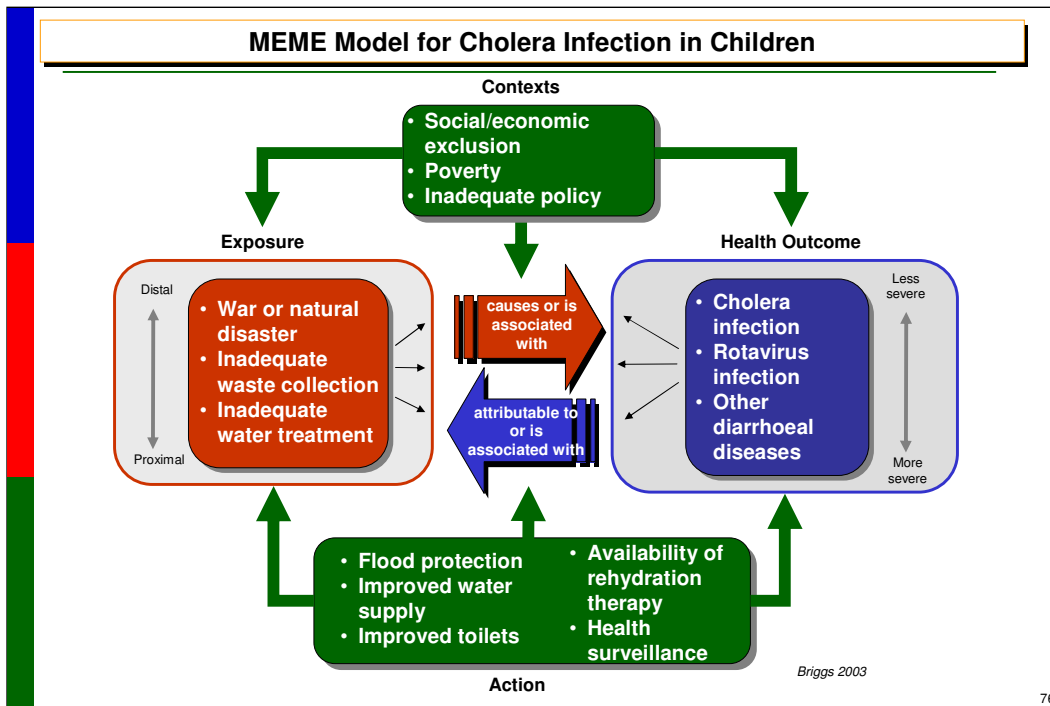 MEME Model for Cholera Infection in Children
Contexts
• Social/economic
exclusion
• Poverty
• Inadequate policy
Exposure
Health Outcome
Distal
Proximal
• War or natural
disaster
• Inadequate
waste collection
• Inadequate
water treatment
causes or is
associated
with
attributable to
or is
associated with
• Cholera
infection
• Rotavirus
infection
• Other
diarrhoeal
diseases
Less
severe
More
severe
• Flood protection
• Improved water
supply
• Improved toilets
• Availability of
rehydration
therapy
• Health
surveillance
Action
Briggs 2003